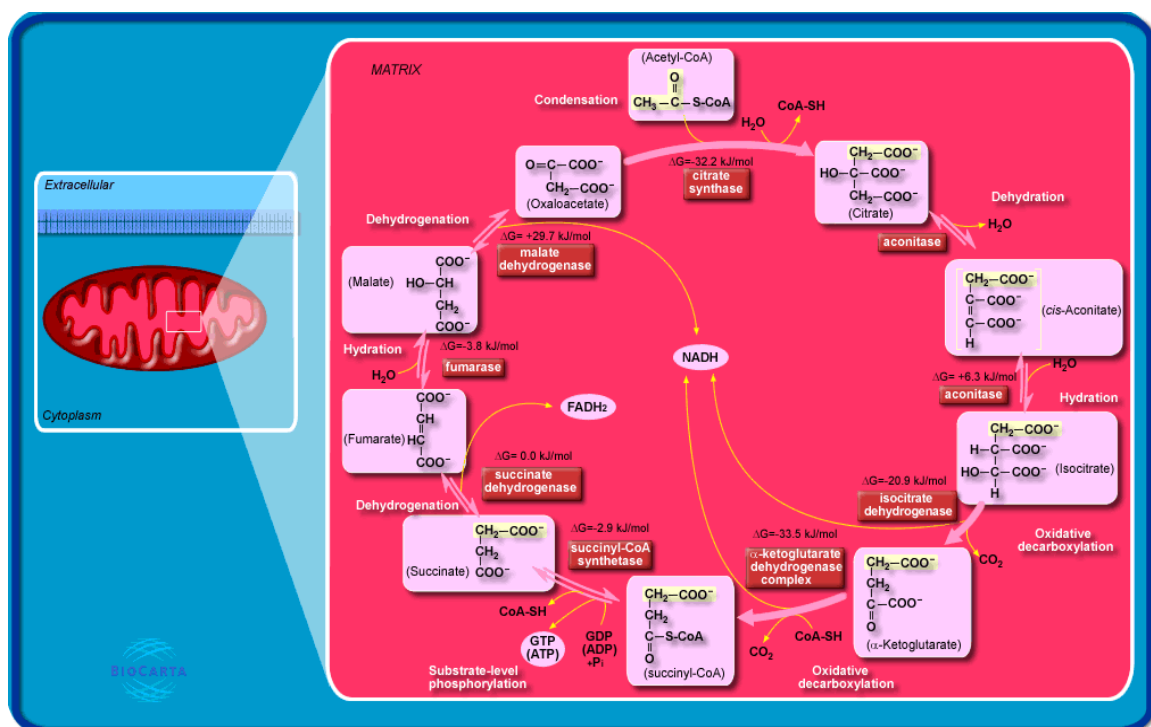 MATRIX
(Acetyl-CoA)
O
CH₃—C—S-CoA
Condensation
H₂O
CoA-SH
ΔG=-32.2 kJ/mol
citrate
synthase
O=C—COO⁻
CH₂—COO⁻
(Oxaloacetate)
CH₂—COO⁻
HO—C—COO⁻
CH₂—COO⁻
(Citrate)
Dehydration
H₂O
aconitase
Extracellular
Cytoplasm
Dehydrogenation
ΔG= +29.7 kJ/mol
malate
dehydrogenase
(Malate)
COO⁻
HO—CH
CH₂
COO⁻
CH₂—COO⁻
C—COO⁻
C—COO⁻
H
(cis-Aconitate)
Hydration
ΔG=-3.8 kJ/mol
fumarase
H₂O
NADH
ΔG= +6.3 kJ/mol
aconitase
H₂O
Hydration
FADH₂
COO⁻
CH
HC
COO⁻
(Fumarate)
CH₂—COO⁻
H—C—COO⁻
HO—C—COO⁻
H
(Isocitrate)
ΔG= 0.0 kJ/mol
succinate
dehydrogenase
Dehydrogenation
ΔG=-20.9 kJ/mol
isocitrate
dehydrogenase
Oxidative
decarboxylation
CO₂
CH₂—COO⁻
CH₂
COO⁻
(Succinate)
ΔG=-2.9 kJ/mol
succinyl-CoA
synthetase
ΔG=-33.5 kJ/mol
α-ketoglutarate
dehydrogenase
complex
CH₂—COO⁻
CH₂
C—COO⁻
O
(α-Ketoglutarate)
CoA-SH
GTP
(ATP)
GDP
(ADP)
+Pi
CH₂—COO⁻
CH₂
C—S-CoA
O
(succinyl-CoA)
CO₂
CoA-SH
Substrate-level
phosphorylation
Oxidative
decarboxylation
BIOCARTA